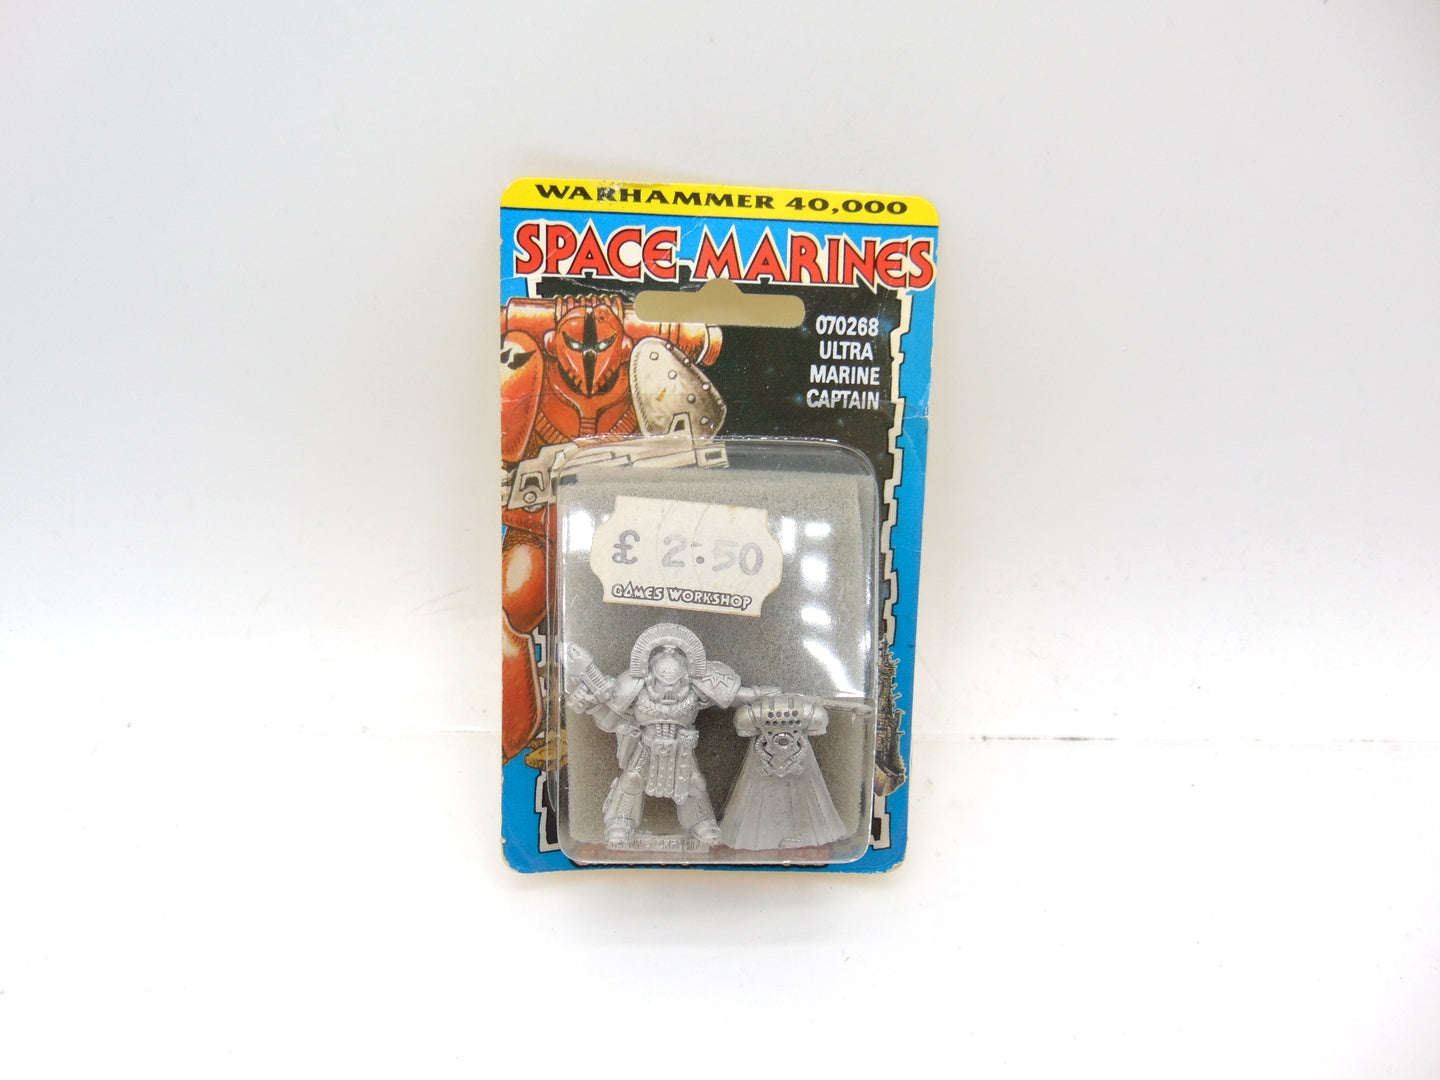 WARHAMMER 40,000
SPACE MARINES
070268
ULTRA
MARINE
CAPTAIN
£ 2.50
GAMES WORKSHOP